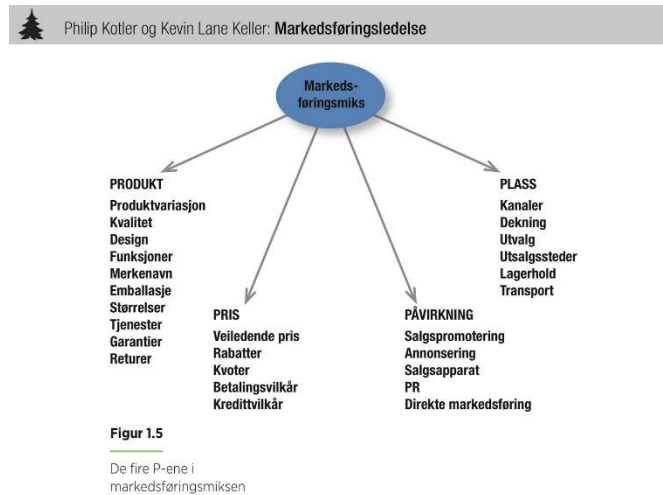 Philip Kotler og Kevin Lane Keller: Markedsføringsledelse
Markeds-
føringsmiks
PRODUKT
Produktvariasjon
Kvalitet
Design
Funksjoner
Merkenavn
Emballasje
Størrelser
Tjenester
Garantier
Returer
PRIS
Veiledende pris
Rabatter
Kvoter
Betalingsvilkår
Kredittvilkår
PÅVIRKNING
Salgspromotering
Annonsering
Salgsapparat
PR
Direkte markedsføring
PLASS
Kanaler
Dekning
Utvalg
Utsalgssteder
Lagerhold
Transport
Figur 1.5
De fire P-ene i
markedsføringsmiksen